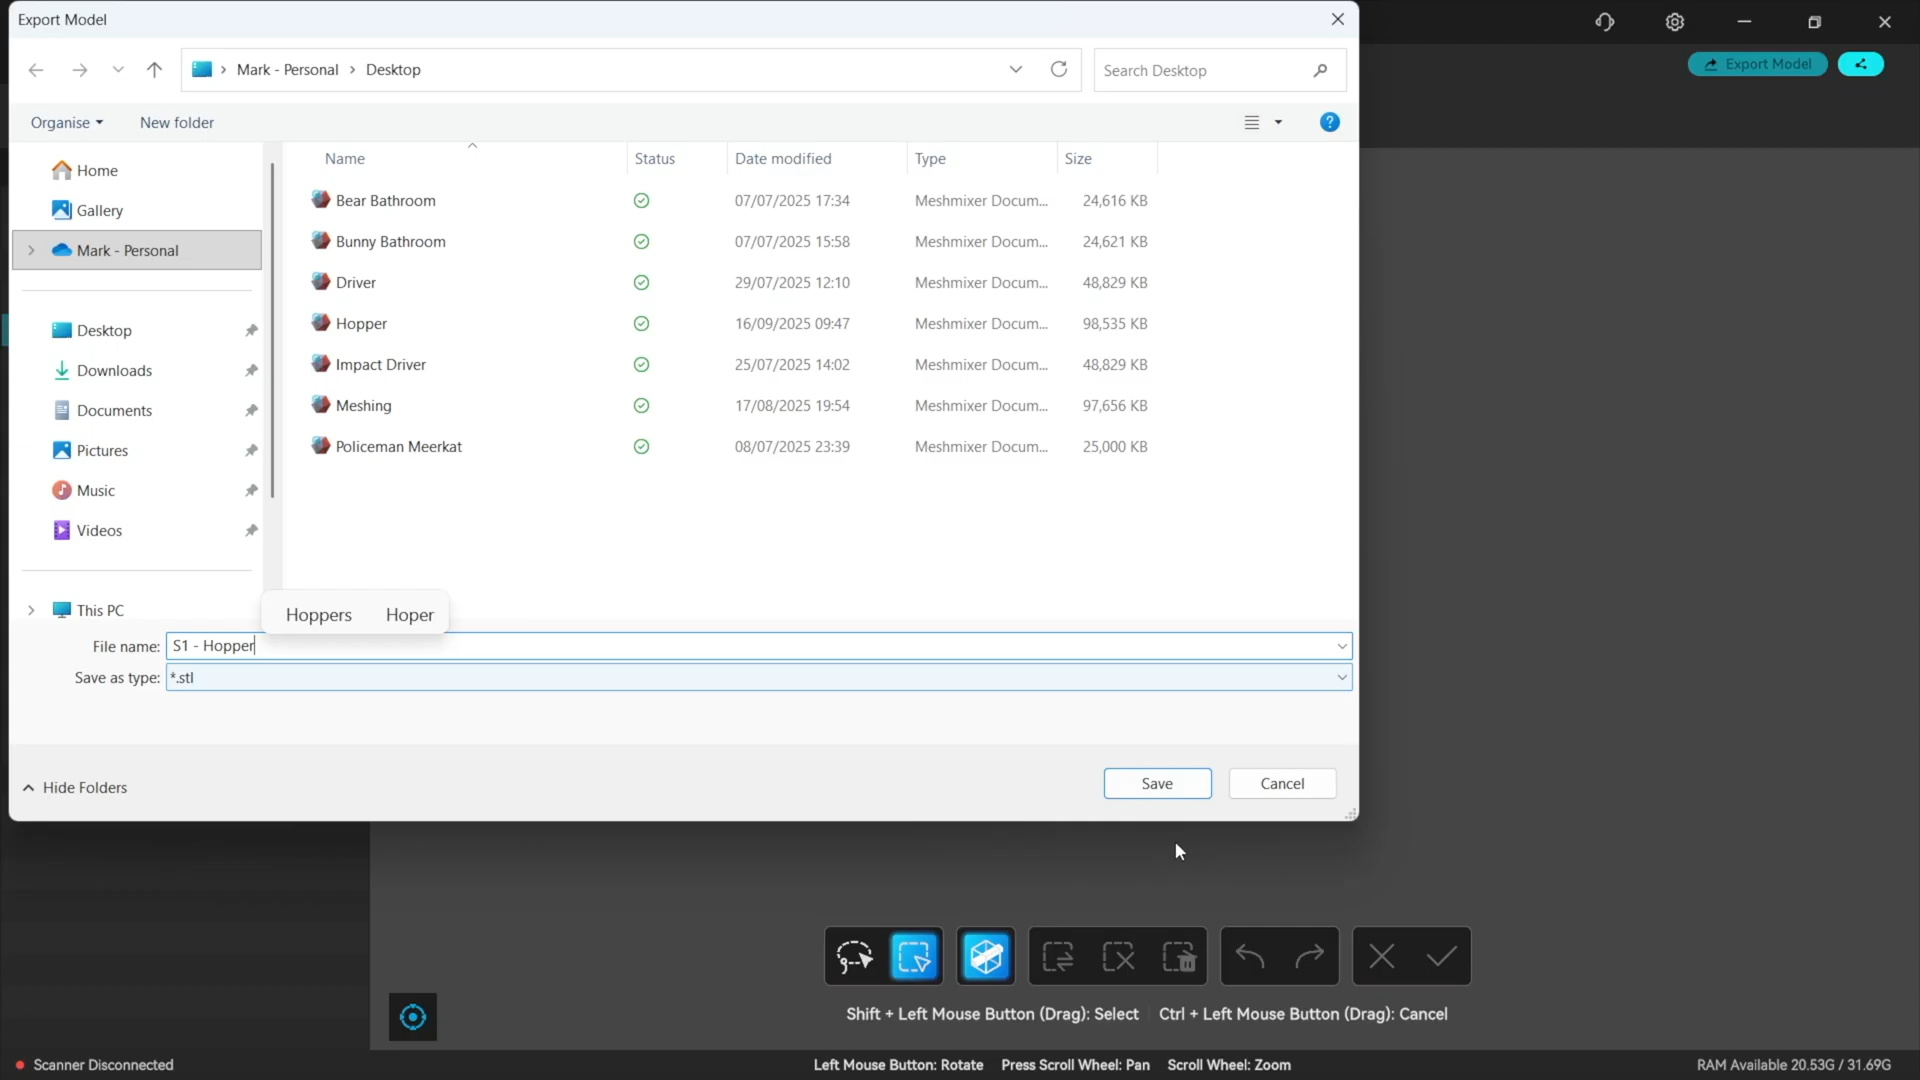 Export Model
Export Model
Mark - Personal > Desktop
Search Desktop
Organise
New folder
?
Home
Gallery
Mark - Personal
Desktop
Downloads
Documents
Pictures
Music
Videos
This PC
Name Status Date modified Type Size
Bear Bathroom 07/07/2025 17:34 Meshmixer Docum... 24,616 KB
Bunny Bathroom 07/07/2025 15:58 Meshmixer Docum... 24,621 KB
Driver 29/07/2025 12:10 Meshmixer Docum... 48,829 KB
Hopper 16/09/2025 09:47 Meshmixer Docum... 98,535 KB
Impact Driver 25/07/2025 14:02 Meshmixer Docum... 48,829 KB
Meshing 17/08/2025 19:54 Meshmixer Docum... 97,656 KB
Policeman Meerkat 08/07/2025 23:39 Meshmixer Docum... 25,000 KB
Hoppers Hoper
File name: S1 - Hopper
Save as type: *.stl
Hide Folders
Save
Cancel
Shift + Left Mouse Button (Drag): Select Ctrl + Left Mouse Button (Drag): Cancel
Scanner Disconnected
Left Mouse Button: Rotate Press Scroll Wheel: Pan Scroll Wheel: Zoom
RAM Available 20.53G / 31.69G